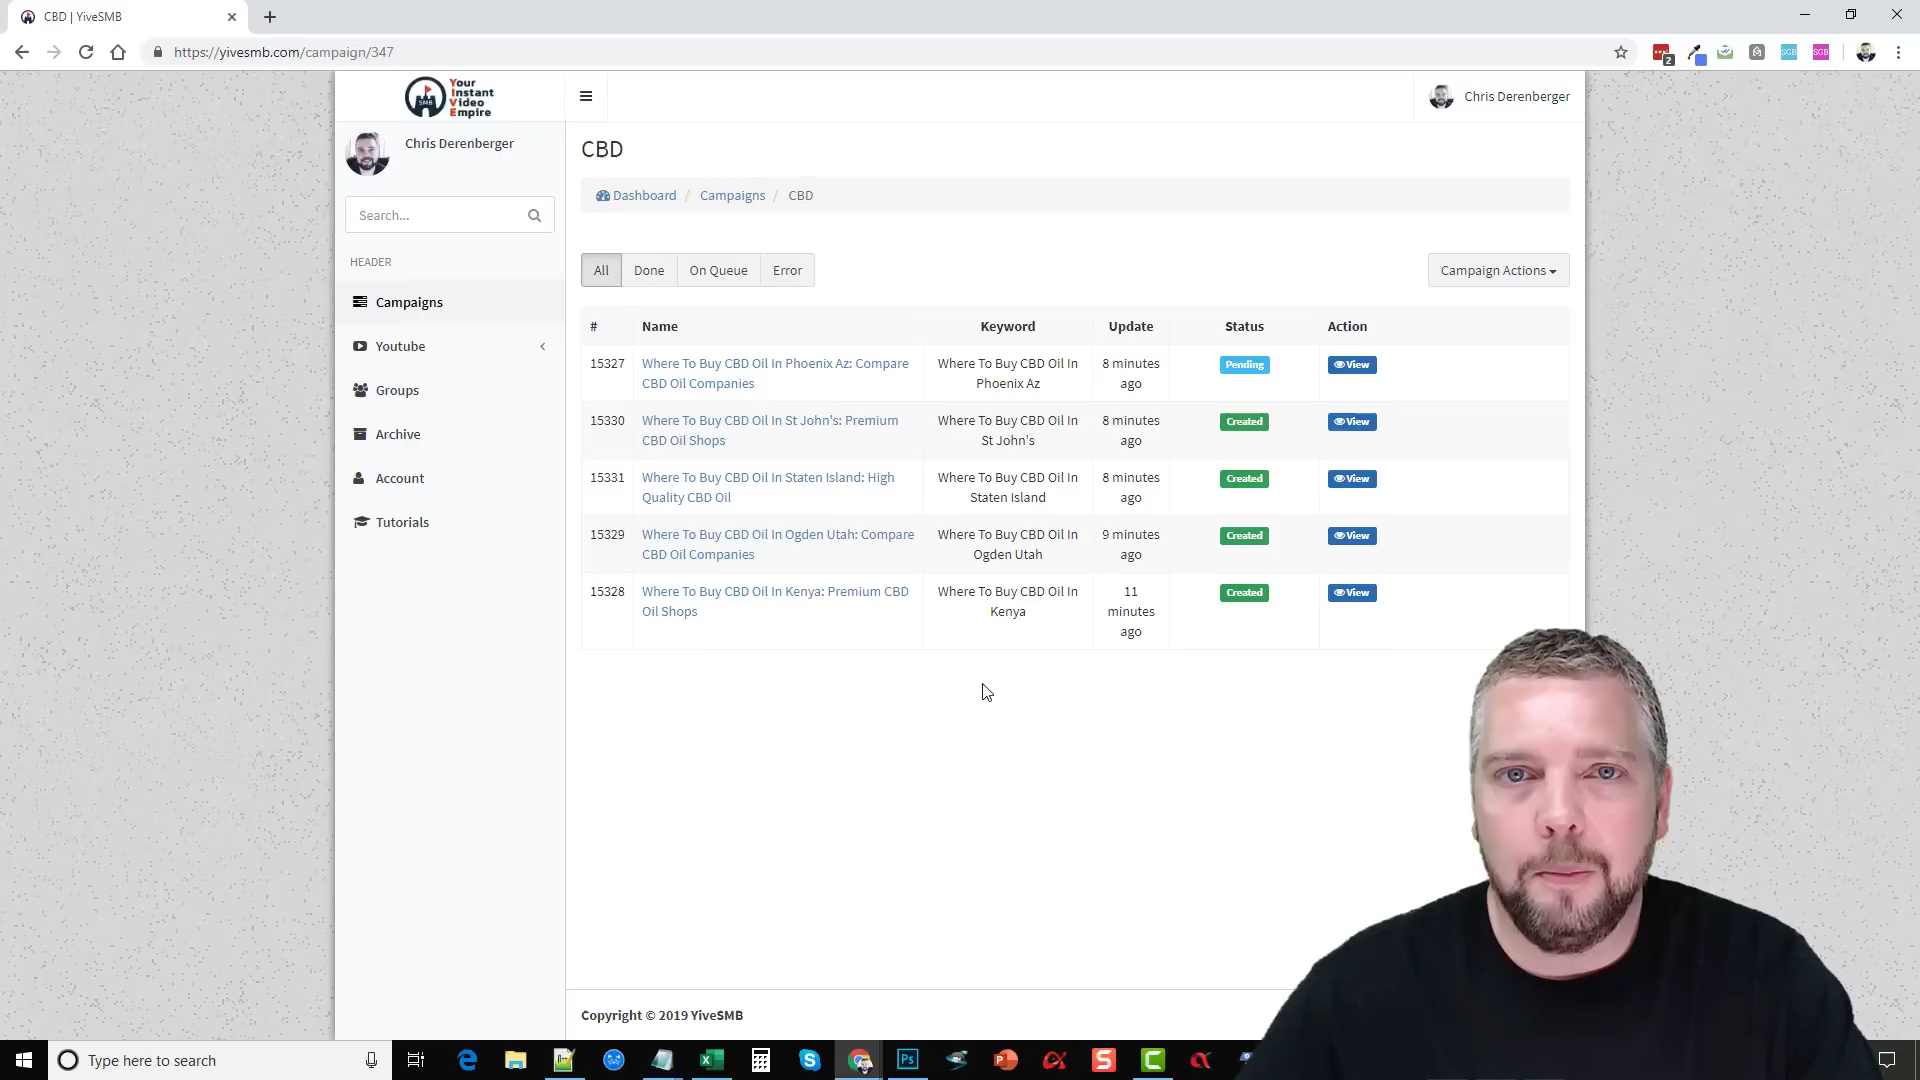 CBD | YiveSMB
https://yivesmb.com/campaign/347
2
SGB
SGB
SMB
Your
Instant
Video
Empire
Chris Derenberger
Chris Derenberger
CBD
Dashboard / Campaigns / CBD
Search...
HEADER
Campaigns
Youtube
Groups
Archive
Account
Tutorials
All Done On Queue Error
Campaign Actions
# Name Keyword Update Status Action
15327 Where To Buy CBD Oil In Phoenix Az: Compare Where To Buy CBD Oil In 8 minutes Pending View
CBD Oil Companies Phoenix Az ago
15330 Where To Buy CBD Oil In St John's: Premium Where To Buy CBD Oil In 8 minutes Created View
CBD Oil Shops St John's ago
15331 Where To Buy CBD Oil In Staten Island: High Where To Buy CBD Oil In 8 minutes Created View
Quality CBD Oil Staten Island ago
15329 Where To Buy CBD Oil In Ogden Utah: Compare Where To Buy CBD Oil In 9 minutes Created View
CBD Oil Companies Ogden Utah ago
15328 Where To Buy CBD Oil In Kenya: Premium CBD Where To Buy CBD Oil In 11 Created View
Oil Shops Kenya minutes
ago
Copyright © 2019 YiveSMB
Type here to search
Ps